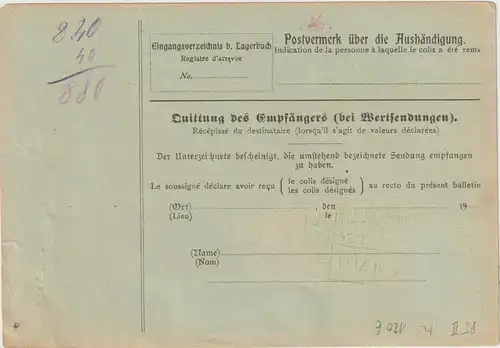 820
40
880
Eingangsverzeichnis b. Lagerbuch
Registre d'arrivée
No.
Postvermerk über die Aushändigung.
Indication de la personne à laquelle le colis a été rems
Quittung des Empfängers (bei Wertsendungen).
Récépissé du destinataire (lorsqu'il s'agit de valeurs déclarées)
Der Unterzeichnete bescheinigt, die umstehend bezeichnete Sendung empfangen
zu haben.
Le soussigné déclare avoir reçu ( le colis désigné / les colis désignés ) au recto du présent bulletin
(Ort) , den 19
(Lieu) le
(Name)
(Nom)